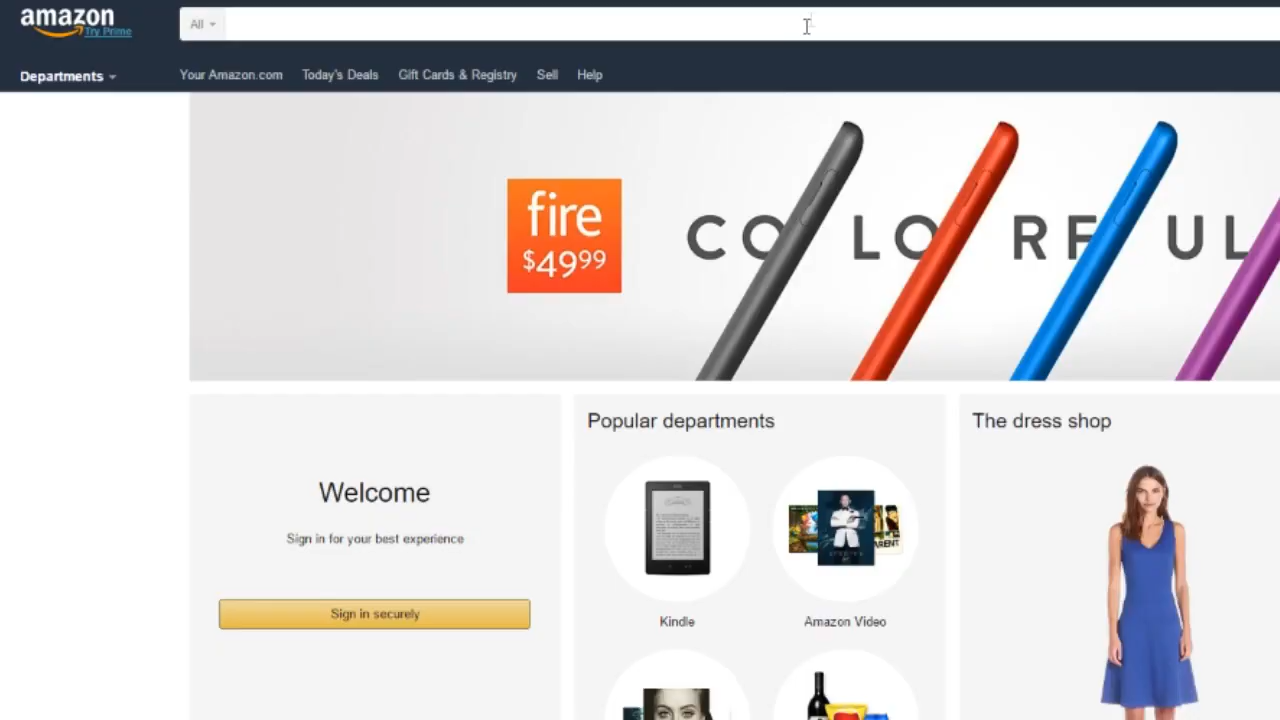 amazon
Try Prime
All
Departments
Your Amazon.com Today's Deals Gift Cards & Registry Sell Help
fire
$49.99
COLORFUL
Popular departments
The dress shop
Welcome
Sign in for your best experience
Sign in securely
Kindle
Amazon Video